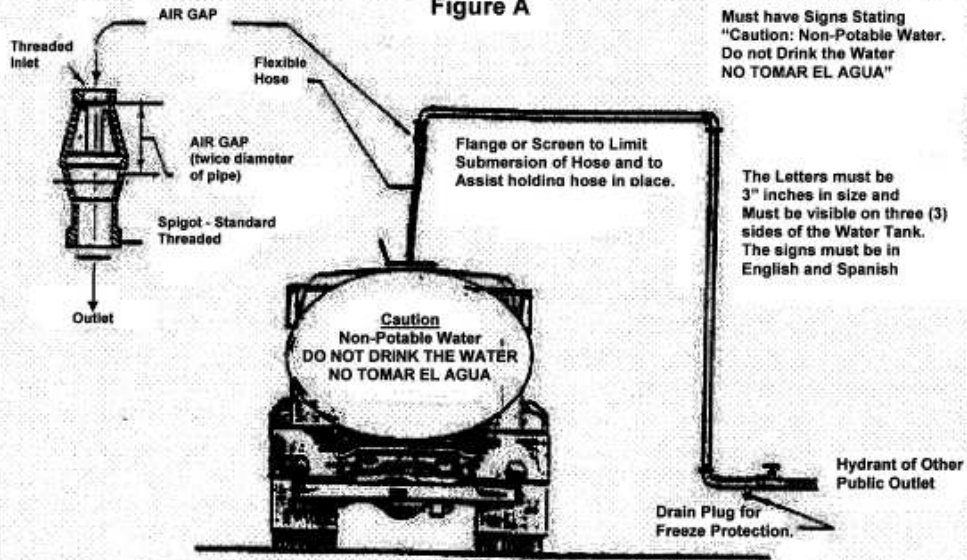 Figure A
AIR GAP
Threaded
Inlet
AIR GAP
(twice diameter
of pipe)
Spigot - Standard
Threaded
Outlet
Flexible
Hose
Flange or Screen to Limit
Submersion of Hose and to
Assist holding hose in place.
Must have Signs Stating
"Caution: Non-Potable Water.
Do not Drink the Water
NO TOMAR EL AGUA"
The Letters must be
3" inches in size and
Must be visible on three (3)
sides of the Water Tank.
The signs must be in
English and Spanish
Caution
Non-Potable Water
DO NOT DRINK THE WATER
NO TOMAR EL AGUA
Hydrant of Other
Public Outlet
Drain Plug for
Freeze Protection.